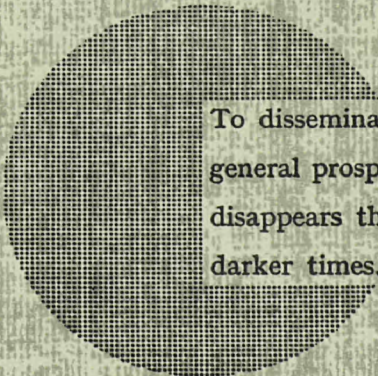 To dissemina
general prosp
disappears th
darker times.